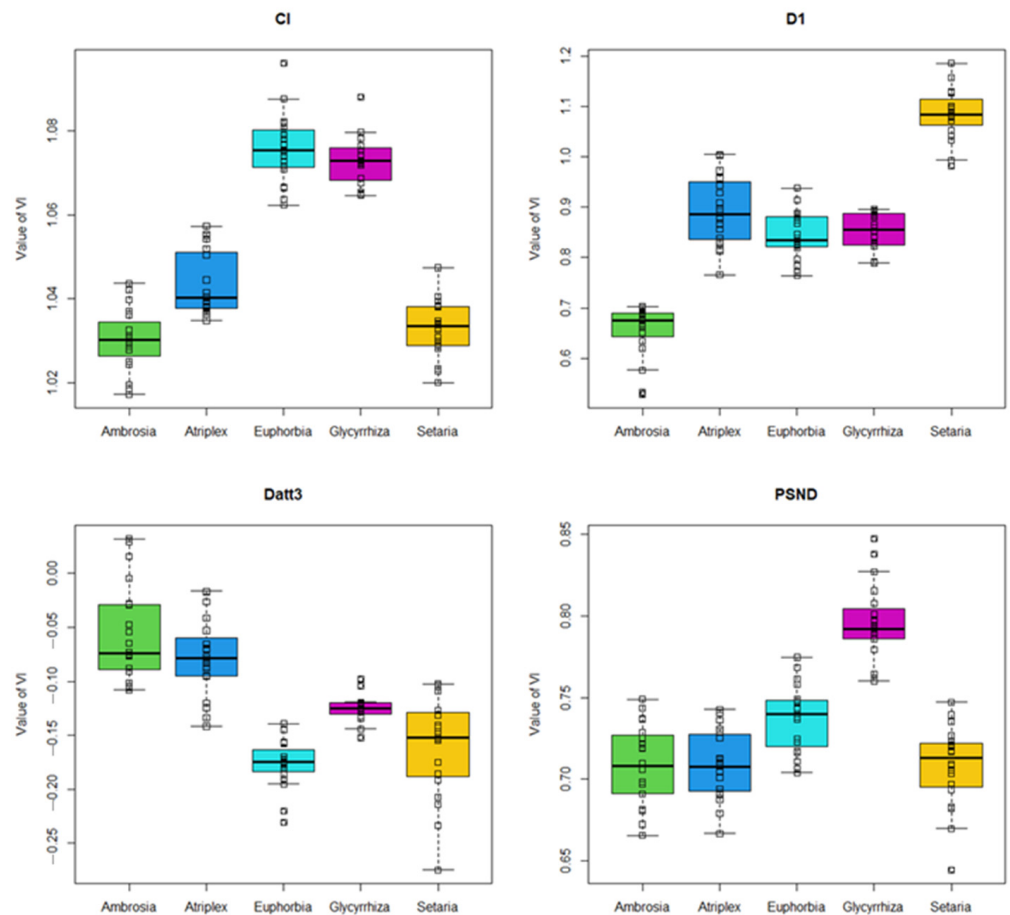 CI
Value of VI
1.08
1.06
1.04
1.02
Ambrosia Atriplex Euphorbia Glycyrrhiza Setaria
D1
Value of VI
1.2
1.1
1.0
0.9
0.8
0.7
0.6
Ambrosia Atriplex Euphorbia Glycyrrhiza Setaria
Datt3
Value of VI
0.00
−0.05
−0.10
−0.15
−0.20
−0.25
Ambrosia Atriplex Euphorbia Glycyrrhiza Setaria
PSND
Value of VI
0.85
0.80
0.75
0.70
0.65
Ambrosia Atriplex Euphorbia Glycyrrhiza Setaria